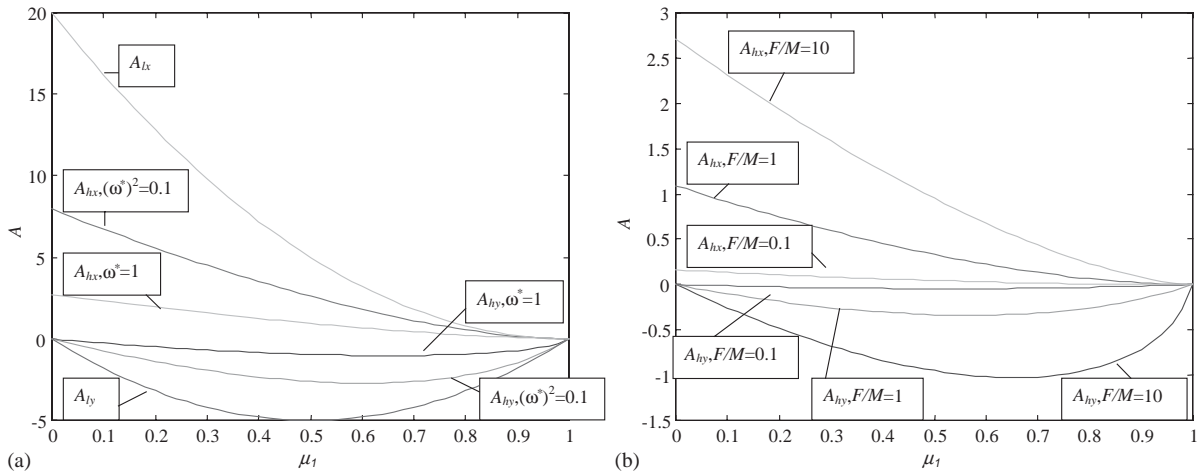 20
15
10
5
0
-5
A
A_lx
A_hx,(ω*)²=0.1
A_hx,ω*=1
A_hy,ω*=1
A_ly
A_hy,(ω*)²=0.1
0 0.1 0.2 0.3 0.4 0.5 0.6 0.7 0.8 0.9 1
μ₁
(a)
3
2.5
2
1.5
1
0.5
0
-0.5
-1
-1.5
A
A_hx,F/M=10
A_hx,F/M=1
A_hx,F/M=0.1
A_hy,F/M=0.1
A_hy,F/M=1
A_hy,F/M=10
0 0.1 0.2 0.3 0.4 0.5 0.6 0.7 0.8 0.9 1
μ₁
(b)